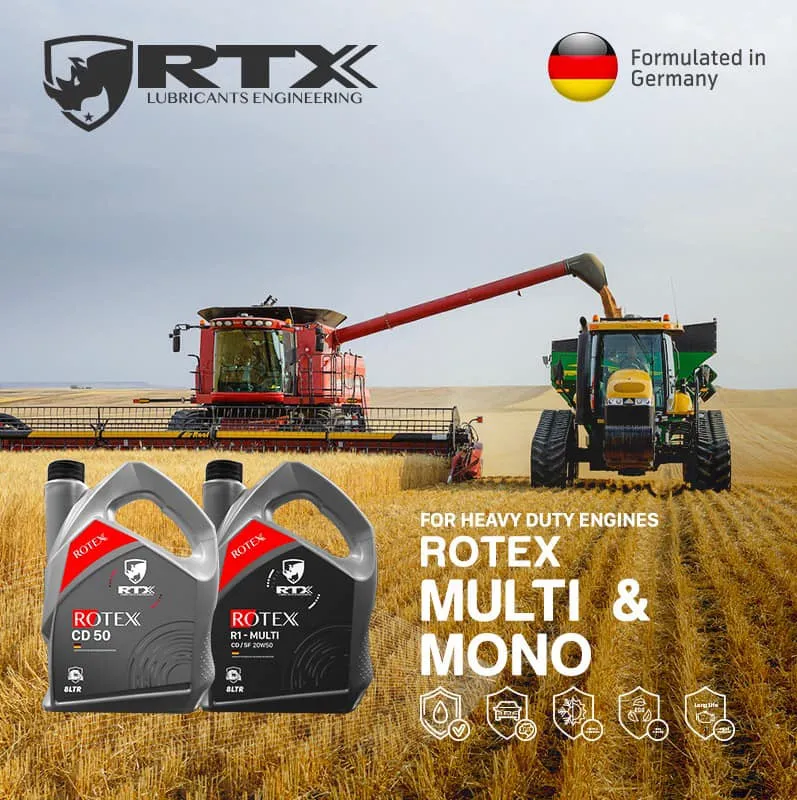 RTX
LUBRICANTS ENGINEERING
Formulated in
Germany
FOR HEAVY DUTY ENGINES
ROTEX
MULTI &
MONO
ROTEX
RTX
ROTEX
CD 50
8LTR
ROTEX
RTX
ROTEX
R1 - MULTI
CD / SF 20W50
8LTR
Long Life